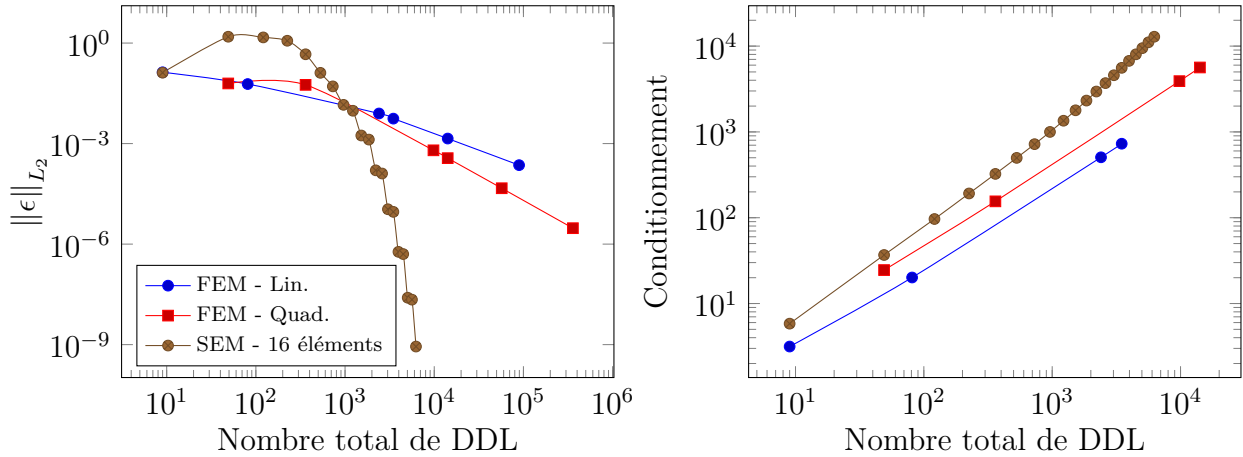 10^0
10^−3
10^−6
10^−9
||ϵ||_{L_2}
FEM - Lin.
FEM - Quad.
SEM - 16 éléments
10^1 10^2 10^3 10^4 10^5 10^6
Nombre total de DDL
10^4
10^3
10^2
10^1
Conditionnement
10^1 10^2 10^3 10^4
Nombre total de DDL